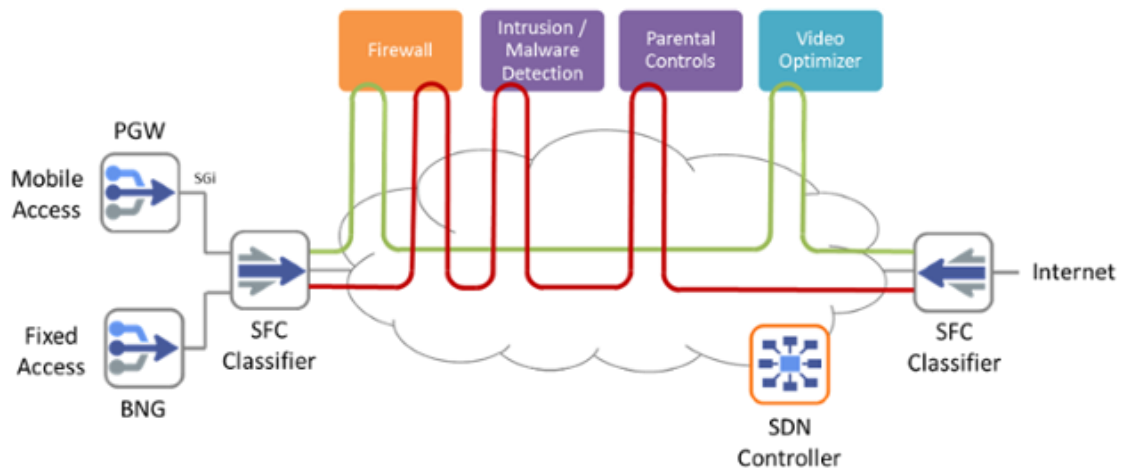 Firewall
Intrusion /
Malware
Detection
Parental
Controls
Video
Optimizer
PGW
Mobile
Access
SGi
Fixed
Access
BNG
SFC
Classifier
Internet
SFC
Classifier
SDN
Controller